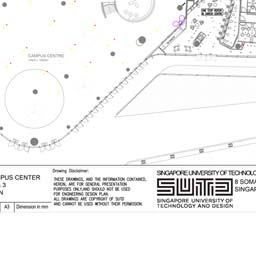 CAMPUS CENTRE
PUS CENTER
3
N
A3
Dimension in mm
Drawing Disclaimer:
THESE DRAWINGS, AND THE INFORMATION CONTAINED,
HEREIN, ARE FOR GENERAL PRESENTATION
PURPOSES ONLY,AND SHOULD NOT BE USED
FOR ENGINEERING DESIGN PLAN.
ALL DRAWINGS ARE COPYRIGHT OF SUTD
AND CANNOT BE USED WITHOUT THEIR PERMISSION.
SINGAPORE UNIVERSITY OF TECHNOLO
SUTD
SINGAPORE UNIVERSITY OF
TECHNOLOGY AND DESIGN
8 SOMA
SINGAP